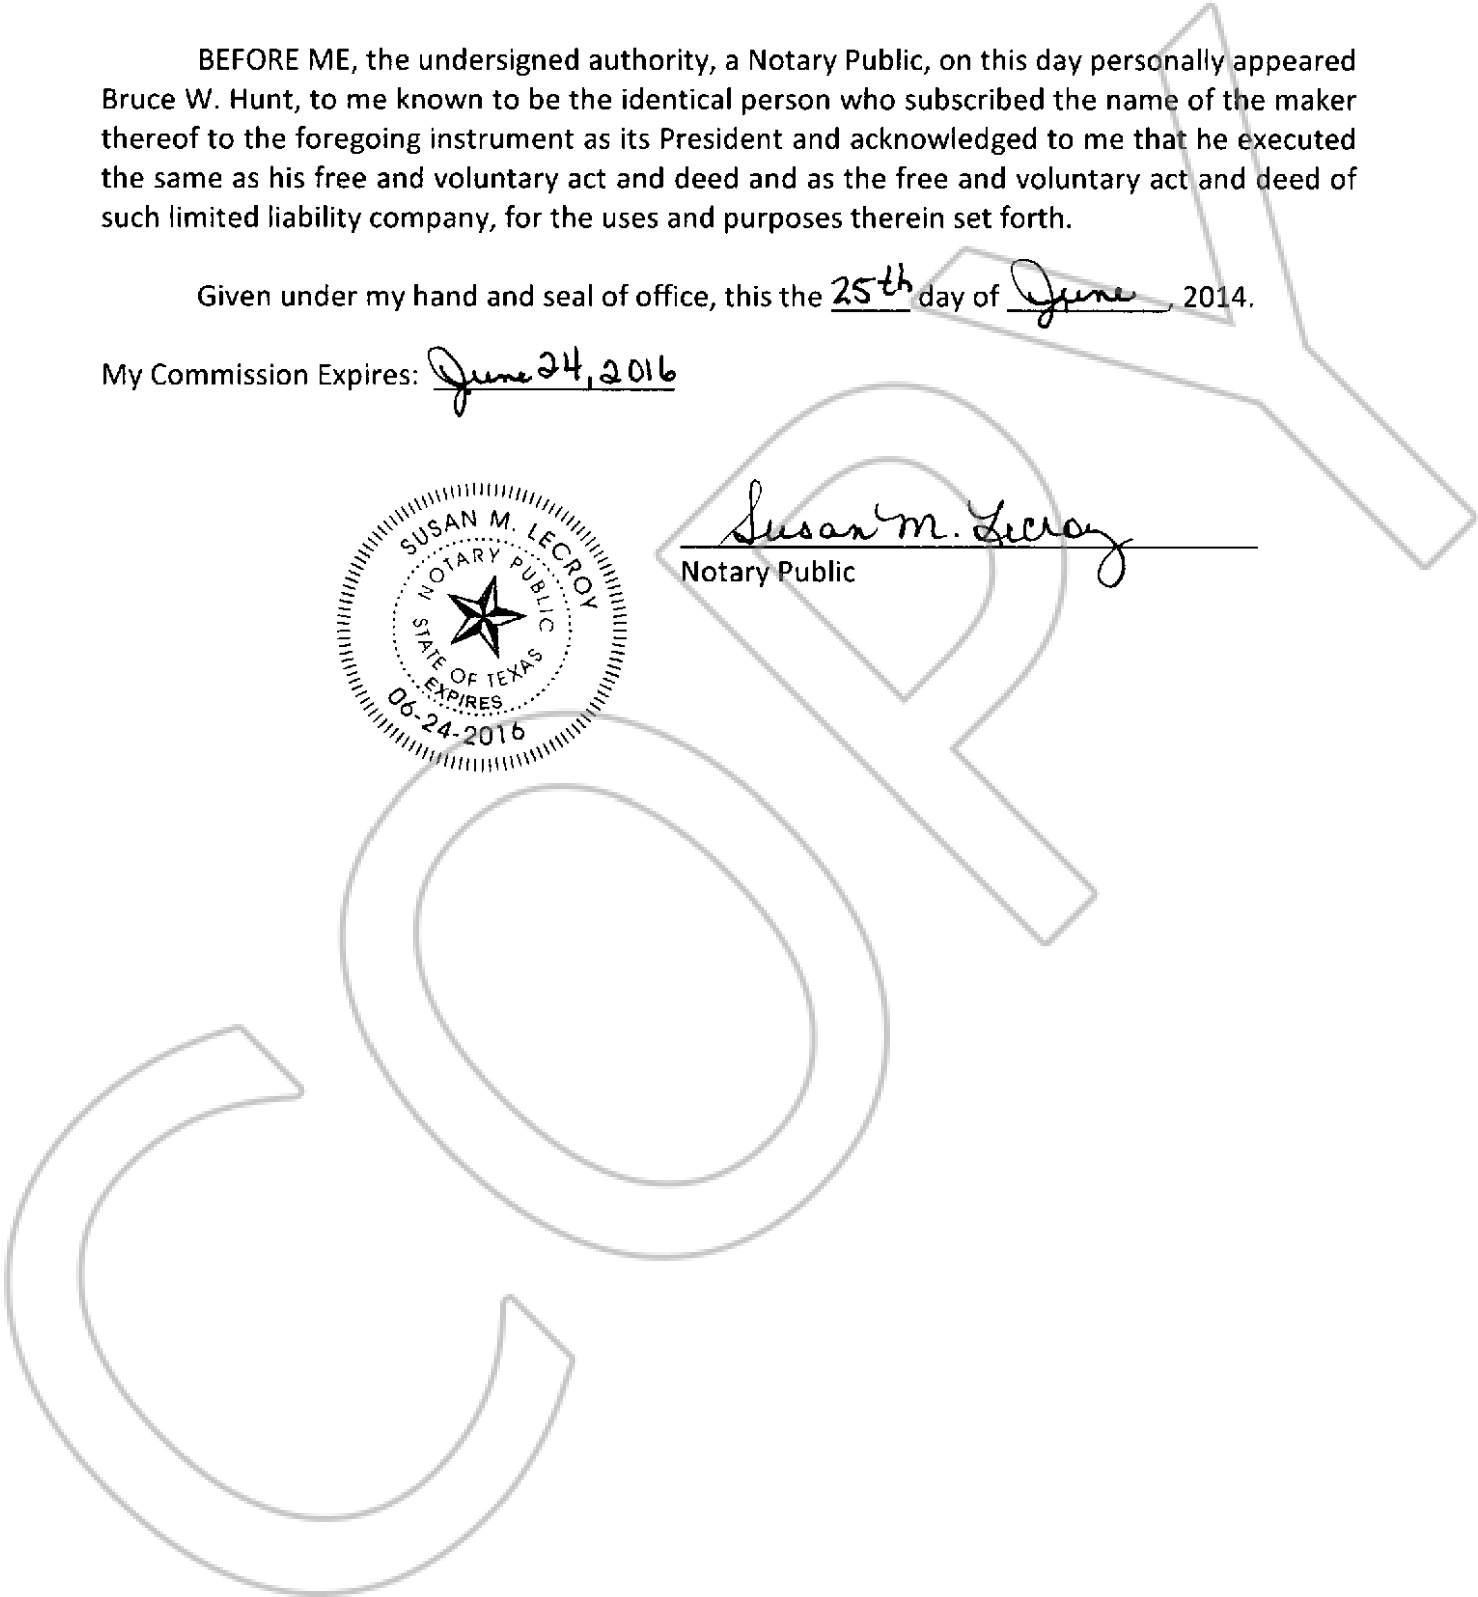 BEFORE ME, the undersigned authority, a Notary Public, on this day personally appeared
Bruce W. Hunt, to me known to be the identical person who subscribed the name of the maker
thereof to the foregoing instrument as its President and acknowledged to me that he executed
the same as his free and voluntary act and deed and as the free and voluntary act and deed of
such limited liability company, for the uses and purposes therein set forth.
Given under my hand and seal of office, this the 25th day of June, 2014.
My Commission Expires: June 24, 2016
Susan M. Lecroy
Notary Public
SUSAN M. LECROY
NOTARY PUBLIC
STATE OF TEXAS
EXPIRES
06-24-2016
COPY